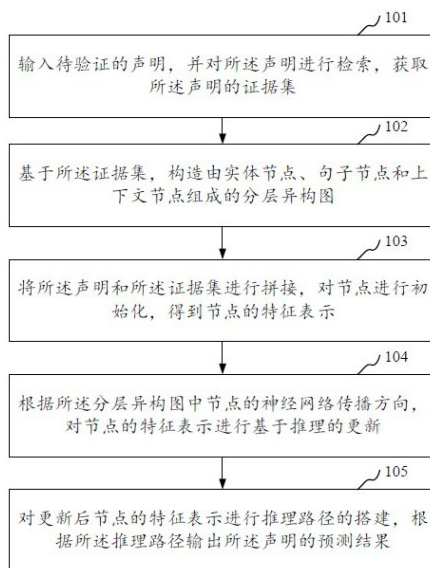 101
输入待验证的声明，并对所述声明进行检索，获取
所述声明的证据集
102
基于所述证据集，构造由实体节点、句子节点和上
下文节点组成的分层异构图
103
将所述声明和所述证据集进行拼接，对节点进行初
始化，得到节点的特征表示
104
根据所述分层异构图中节点的神经网络传播方向，
对节点的特征表示进行基于推理的更新
105
对更新后节点的特征表示进行推理路径的搭建，根
据所述推理路径输出所述声明的预测结果